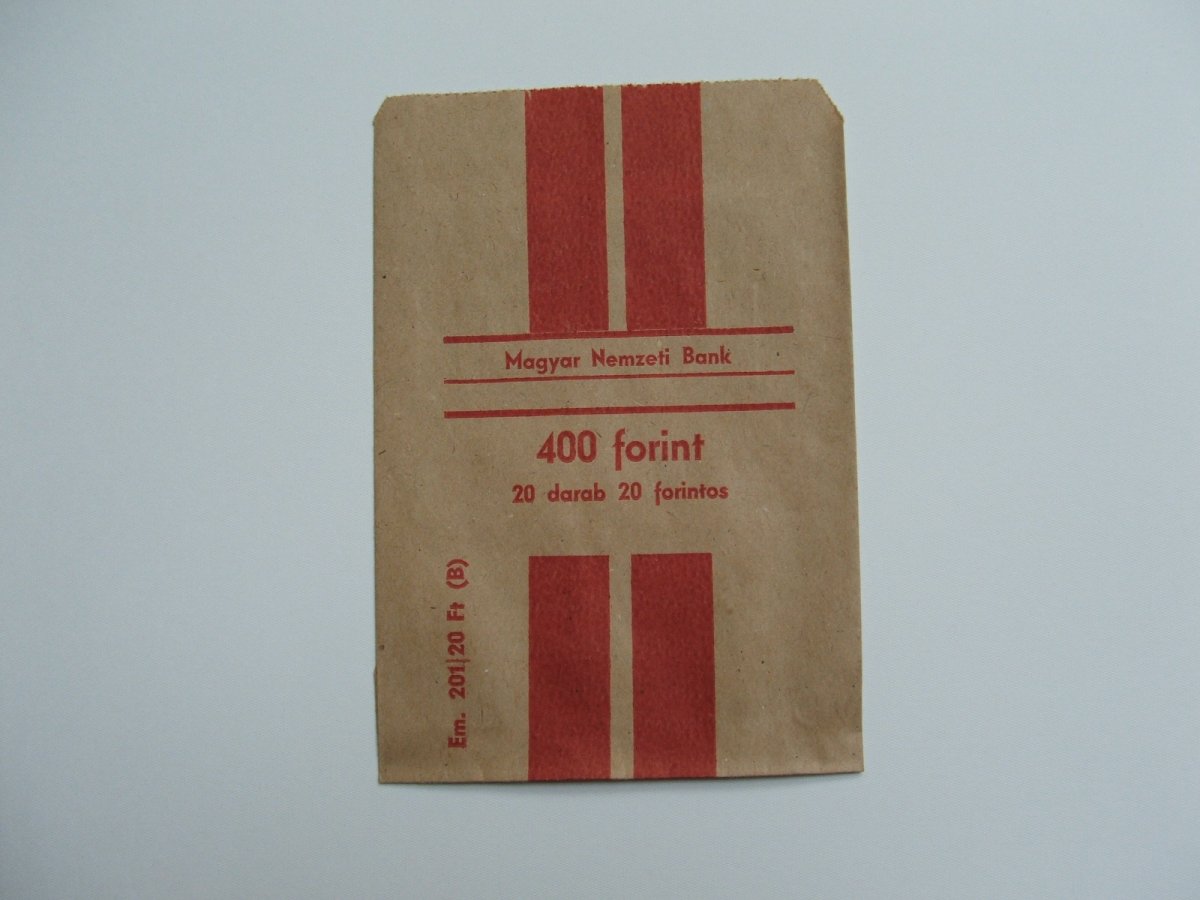 Magyar Nemzeti Bank
400 forint
20 darab 20 forintos
Em. 201|20 Ft (B)